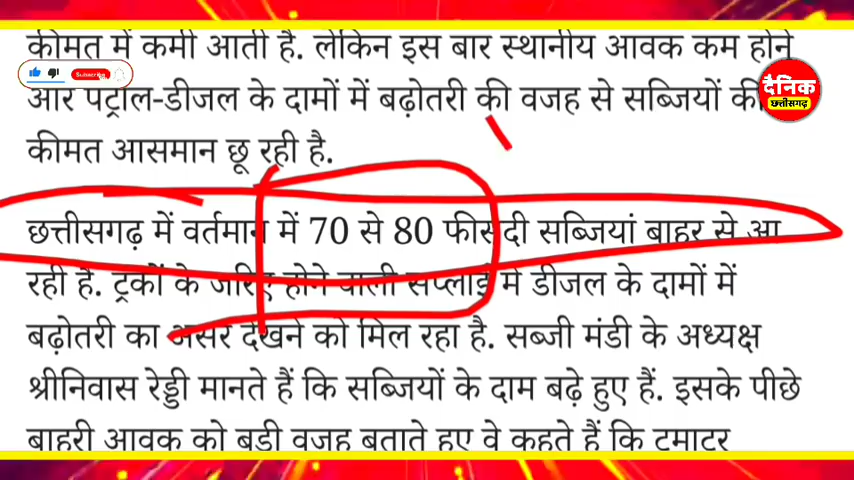 कीमत में कमी आती है. लेकिन इस बार स्थानीय आवक कम होने
Subscribe
दैनिक
छत्तीसगढ़
और पेट्रोल-डीजल के दामों में बढ़ोतरी की वजह से सब्जियों की
कीमत आसमान छू रही है.
छत्तीसगढ़ में वर्तमान में 70 से 80 फीसदी सब्जियां बाहर से आ
रही है. ट्रकों के जरिए होने वाली सप्लाई में डीजल के दामों में
बढ़ोतरी का असर देखने को मिल रहा है. सब्जी मंडी के अध्यक्ष
श्रीनिवास रेड्डी मानते हैं कि सब्जियों के दाम बढ़े हुए हैं. इसके पीछे
बाहरी आवक को बड़ी वजह बताते हुए वे कहते हैं कि टमाटर